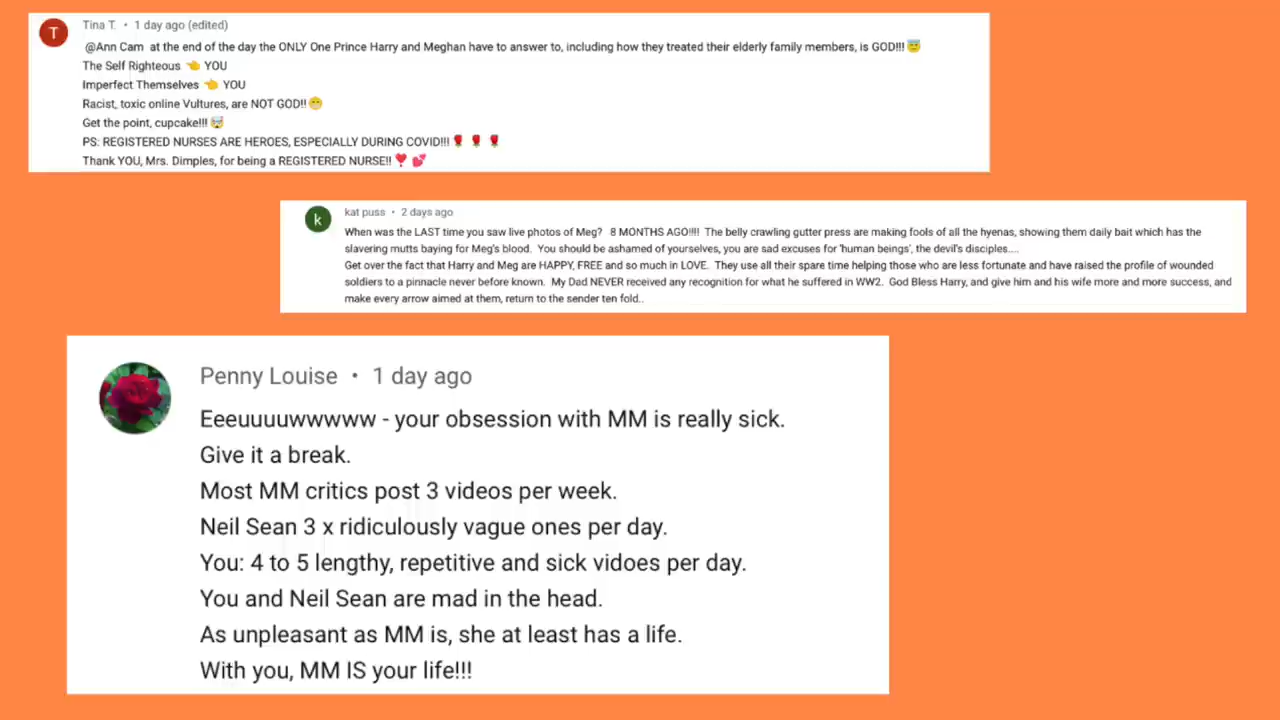 T
Tina T. • 1 day ago (edited)
@Ann Cam at the end of the day the ONLY One Prince Harry and Meghan have to answer to, including how they treated their elderly family members, is GOD!!! 😇
The Self Righteous 👈 YOU
Imperfect Themselves 👈 YOU
Racist, toxic online Vultures, are NOT GOD!! 😁
Get the point, cupcake!!! 🤯
PS: REGISTERED NURSES ARE HEROES, ESPECIALLY DURING COVID!!! 🌹 🌹 🌹
Thank YOU, Mrs. Dimples, for being a REGISTERED NURSE!! ❣️ 💕
k
kat puss • 2 days ago
When was the LAST time you saw live photos of Meg? 8 MONTHS AGO!!!! The belly crawling gutter press are making fools of all the hyenas, showing them daily bait which has the
slavering mutts baying for Meg's blood. You should be ashamed of yourselves, you are sad excuses for 'human beings', the devil's disciples....
Get over the fact that Harry and Meg are HAPPY, FREE and so much in LOVE. They use all their spare time helping those who are less fortunate and have raised the profile of wounded
soldiers to a pinnacle never before known. My Dad NEVER received any recognition for what he suffered in WW2. God Bless Harry, and give him and his wife more and more success, and
make every arrow aimed at them, return to the sender ten fold..
Penny Louise • 1 day ago
Eeeuuuuwwwww - your obsession with MM is really sick.
Give it a break.
Most MM critics post 3 videos per week.
Neil Sean 3 x ridiculously vague ones per day.
You: 4 to 5 lengthy, repetitive and sick vidoes per day.
You and Neil Sean are mad in the head.
As unpleasant as MM is, she at least has a life.
With you, MM IS your life!!!